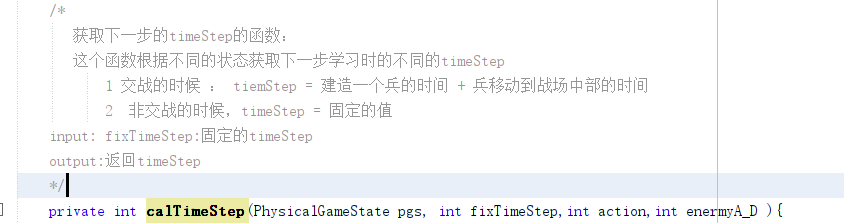 /*
获取下一步的timeStep的函数:
这个函数根据不同的状态获取下一步学习时的不同的timeStep
1 交战的时候 : tiemStep = 建造一个兵的时间 + 兵移动到战场中部的时间
2 非交战的时候, timeStep = 固定的值
input: fixTimeStep:固定的timeStep
output:返回timeStep
*/
private int calTimeStep(PhysicalGameState pgs, int fixTimeStep,int action,int enermyA_D ){